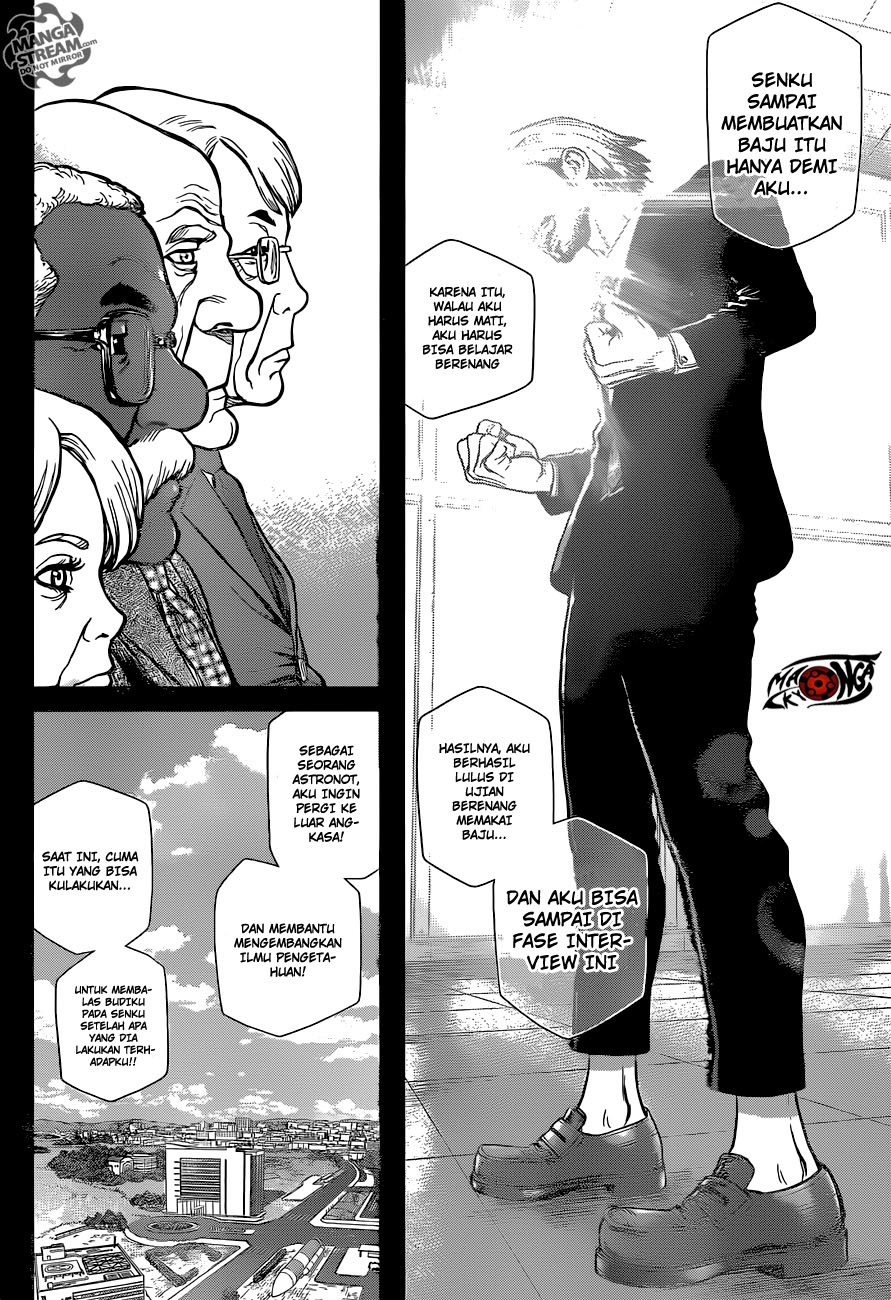 MANGA
STREAM.com
DO NOT MIRROR
SENKU
SAMPAI
MEMBUATKAN
BAJU ITU
HANYA DEMI
AKU...
KARENA ITU,
WALAU AKU
HARUS MATI,
AKU HARUS
BISA BELAJAR
BERENANG
HASILNYA, AKU
BERHASIL
LULUS DI
UJIAN
BERENANG
MEMAKAI
BAJU...
DAN AKU BISA
SAMPAI DI
FASE INTER-
VIEW INI
MANGA
KYO
SEBAGAI
SEORANG
ASTRONOT,
AKU INGIN
PERGI KE
LUAR ANG-
KASA!
DAN MEMBANTU
MENGEMBANGKAN
ILMU PENGETA-
HUAN!
SAAT INI, CUMA
ITU YANG BISA
KULAKUKAN...
UNTUK MEMBA-
LAS BUDIKU
PADA SENKU
SETELAH APA
YANG DIA
LAKUKAN TERH-
ADAPKU!!